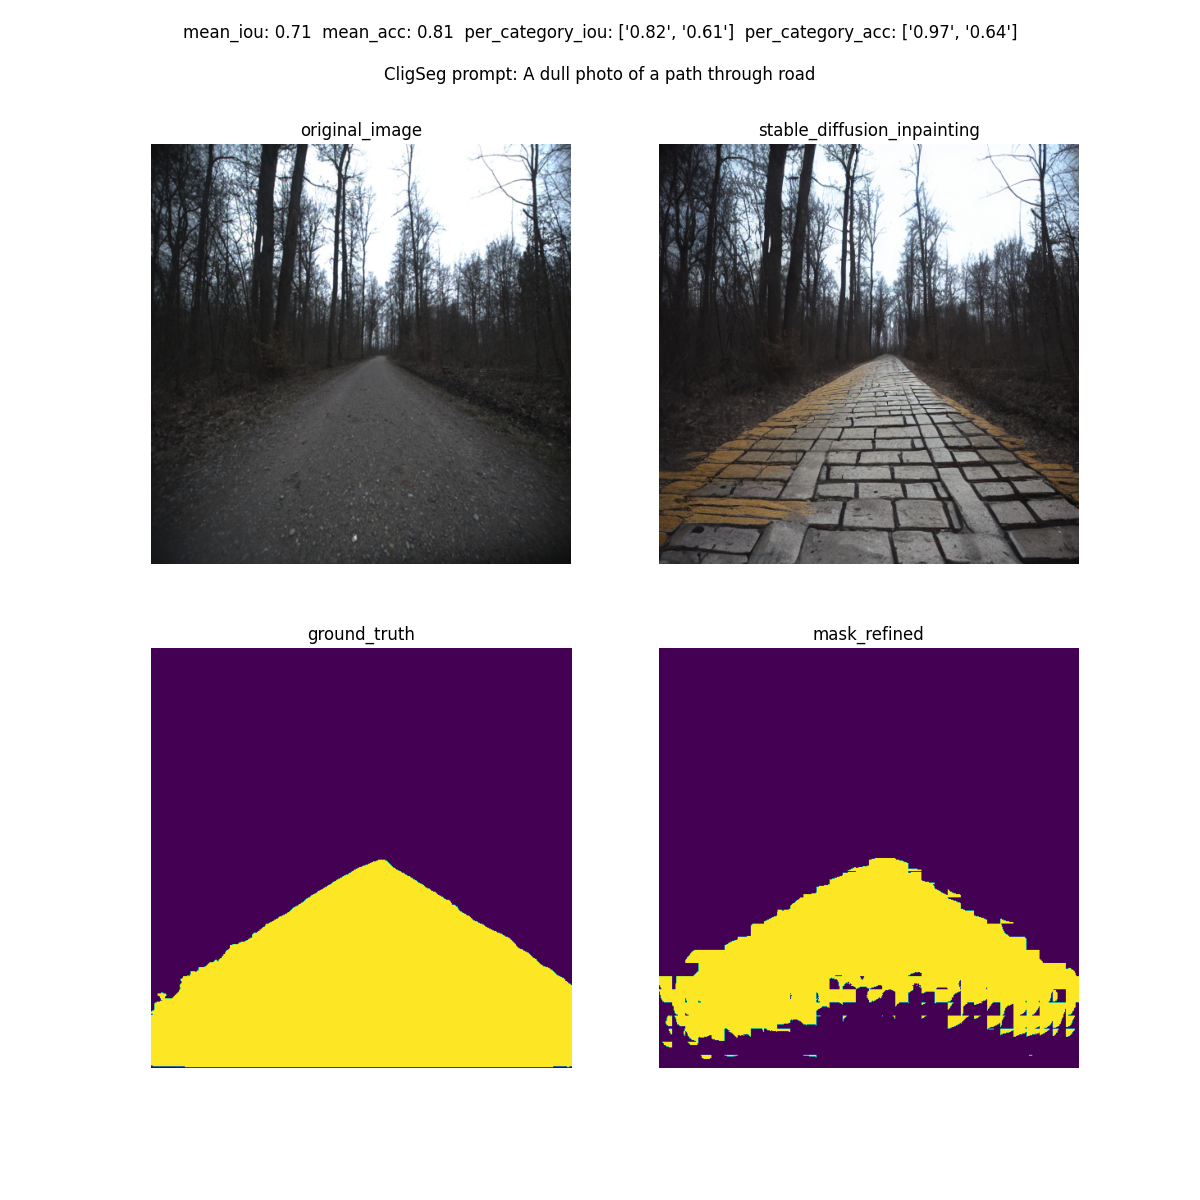 mean_iou: 0.71  mean_acc: 0.81  per_category_iou: ['0.82', '0.61']  per_category_acc: ['0.97', '0.64']
CligSeg prompt: A dull photo of a path through road
original_image
stable_diffusion_inpainting
ground_truth
mask_refined